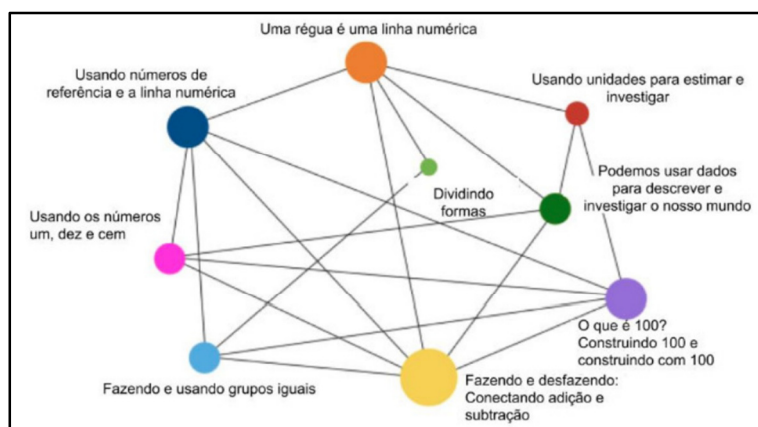 Uma régua é uma linha numérica
Usando números de
referência e a linha numérica
Usando unidades para estimar e
investigar
Dividindo
formas
Podemos usar dados
para descrever e
investigar o nosso mundo
Usando os números
um, dez e cem
O que é 100?
Construindo 100 e
construindo com 100
Fazendo e usando grupos iguais
Fazendo e desfazendo:
Conectando adição e
subtração